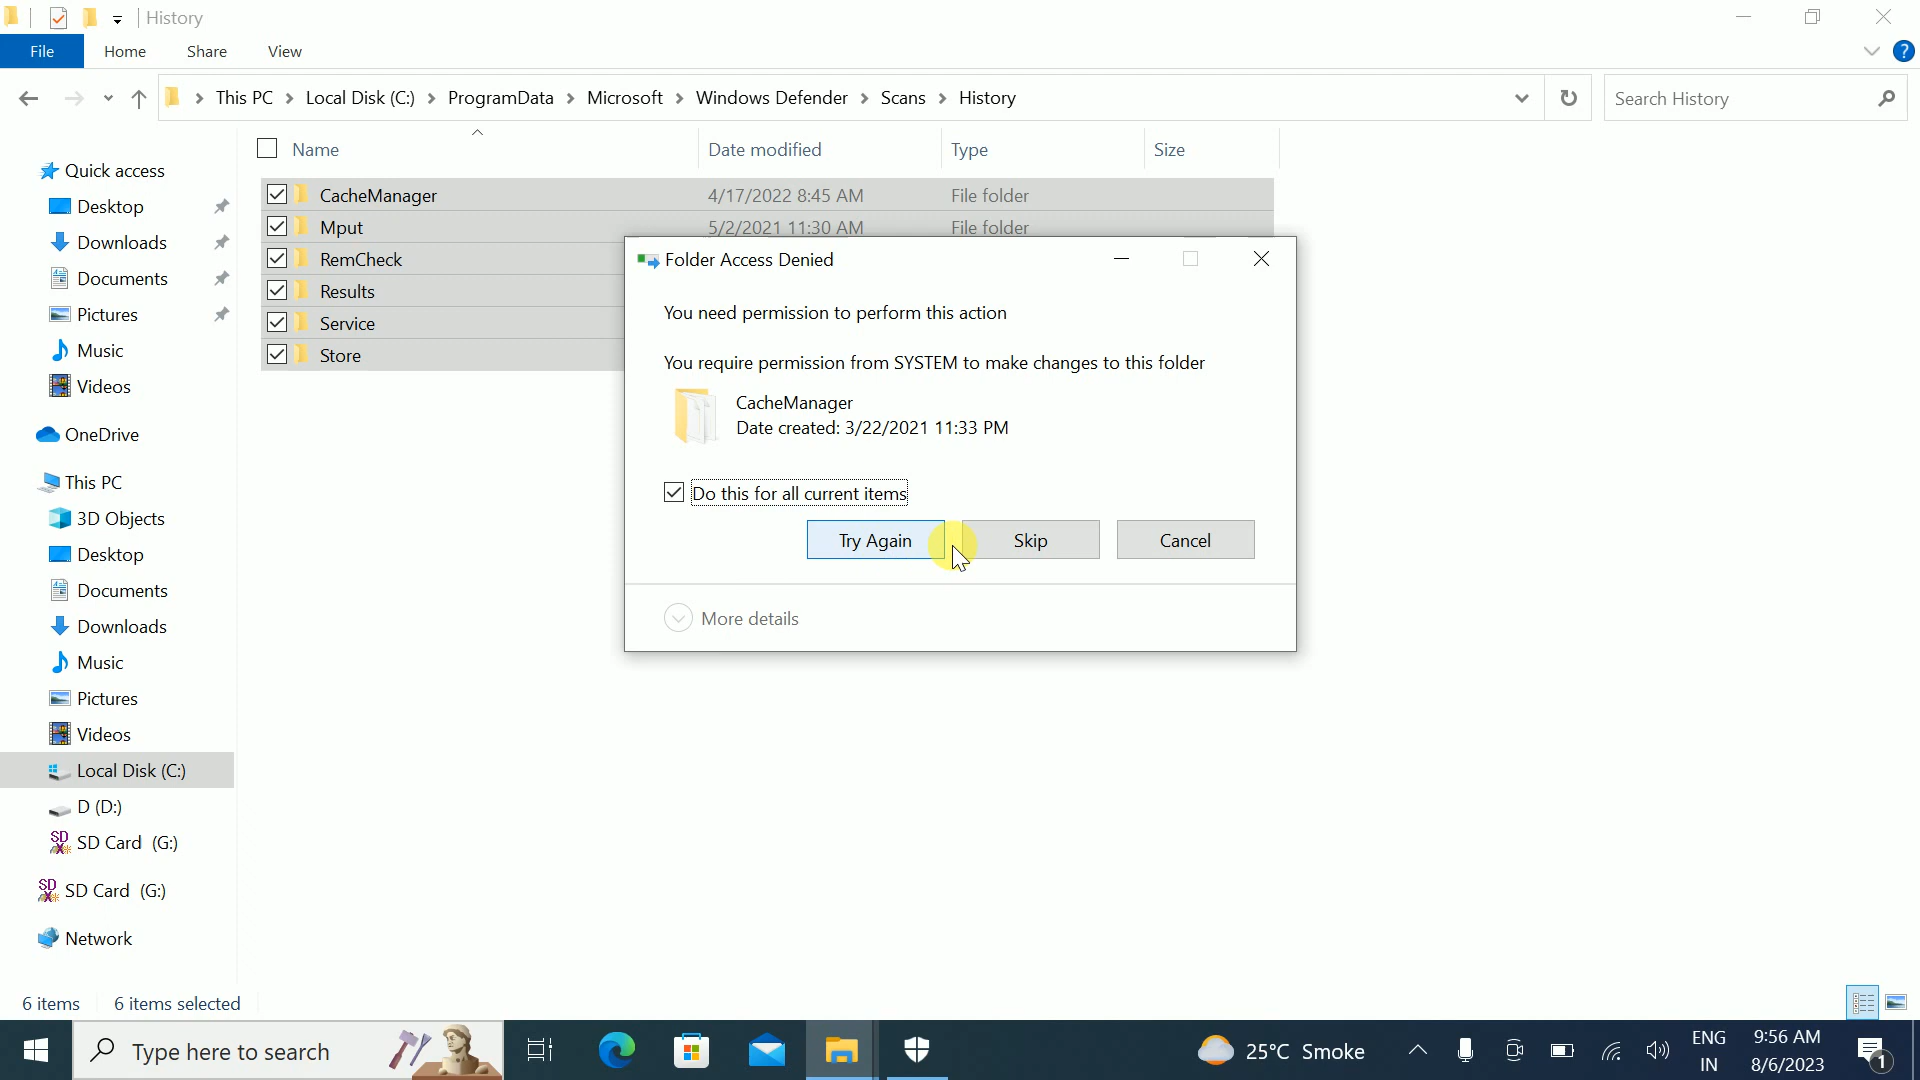 History
File Home Share View
This PC Local Disk (C:) ProgramData Microsoft Windows Defender Scans History
Search History
Name Date modified Type Size
Quick access
Desktop
Downloads
Documents
Pictures
Music
Videos
OneDrive
This PC
3D Objects
Desktop
Documents
Downloads
Music
Pictures
Videos
Local Disk (C:)
D (D:)
SD Card (G:)
SD Card (G:)
Network
CacheManager 4/17/2022 8:45 AM File folder
Mput 5/2/2021 11:30 AM File folder
RemCheck
Results
Service
Store
Folder Access Denied
You need permission to perform this action
You require permission from SYSTEM to make changes to this folder
CacheManager
Date created: 3/22/2021 11:33 PM
Do this for all current items
Try Again Skip Cancel
More details
6 items 6 items selected
Type here to search
25°C Smoke
ENG
IN
9:56 AM
8/6/2023
1